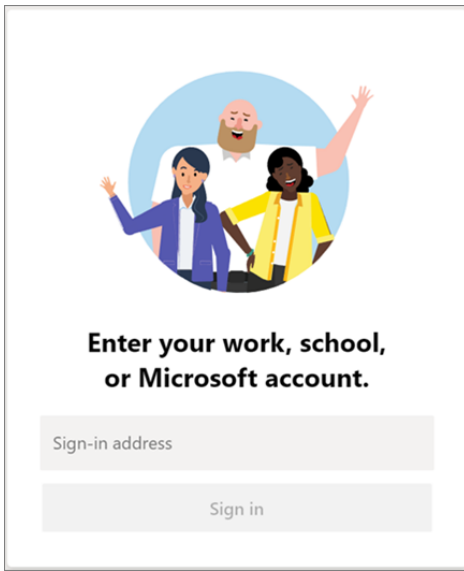 Enter your work, school,
or Microsoft account.
Sign-in address
Sign in